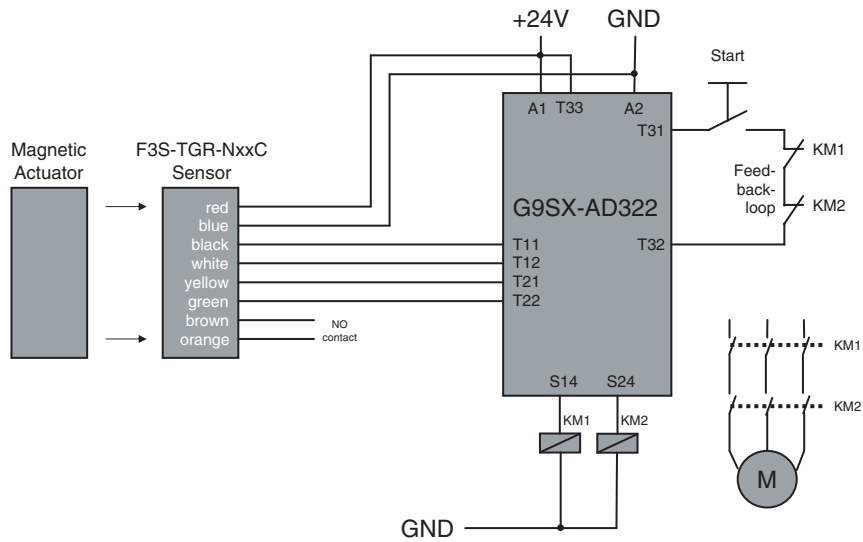 +24V
GND
Start
A1
T33
A2
T31
Magnetic
Actuator
F3S-TGR-NxxC
Sensor
KM1
Feed-
back-
loop
KM2
red
blue
black
white
yellow
green
brown
orange
NO
contact
G9SX-AD322
T11
T12
T21
T22
T32
S14
S24
KM1
KM2
KM1
KM2
M
GND